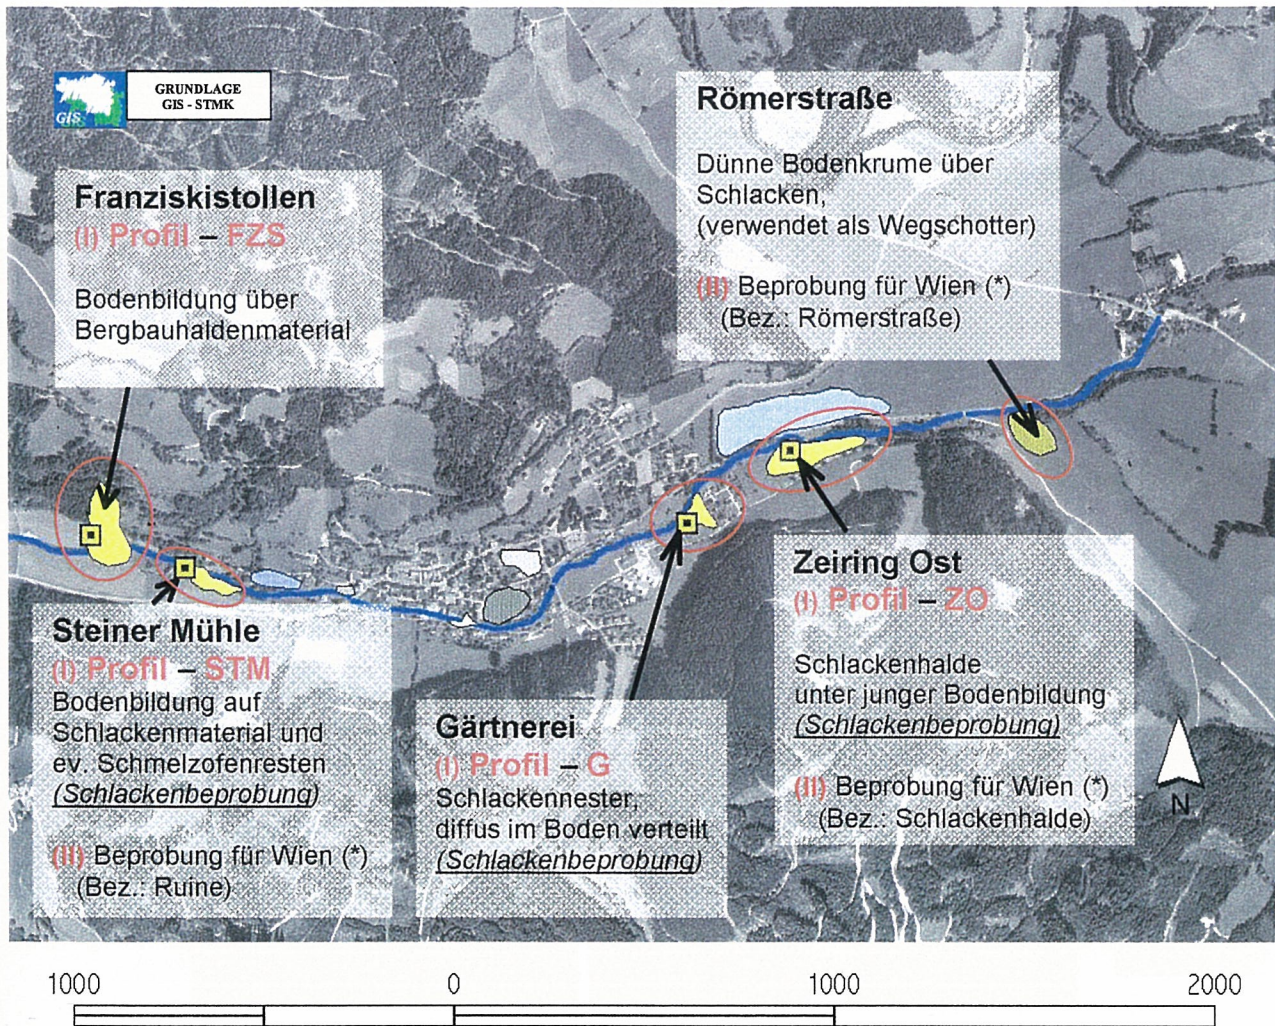 GIS
GRUNDLAGE
GIS - STMK
Franziskistollen
(I) Profil – FZS
Bodenbildung über
Bergbauhaldenmaterial
Römerstraße
Dünne Bodenkrume über
Schlacken,
(verwendet als Wegschotter)
(II) Beprobung für Wien (*)
(Bez.: Römerstraße)
Steiner Mühle
(I) Profil – STM
Bodenbildung auf
Schlackenmaterial und
ev. Schmelzofenresten
(Schlackenbeprobung)
(II) Beprobung für Wien (*)
(Bez.: Ruine)
Gärtnerei
(I) Profil – G
Schlackennester,
diffus im Boden verteilt
(Schlackenbeprobung)
Zeiring Ost
(I) Profil – ZO
Schlackenhalde
unter junger Bodenbildung
(Schlackenbeprobung)
(II) Beprobung für Wien (*)
(Bez.: Schlackenhalde)
N
1000 0 1000 2000